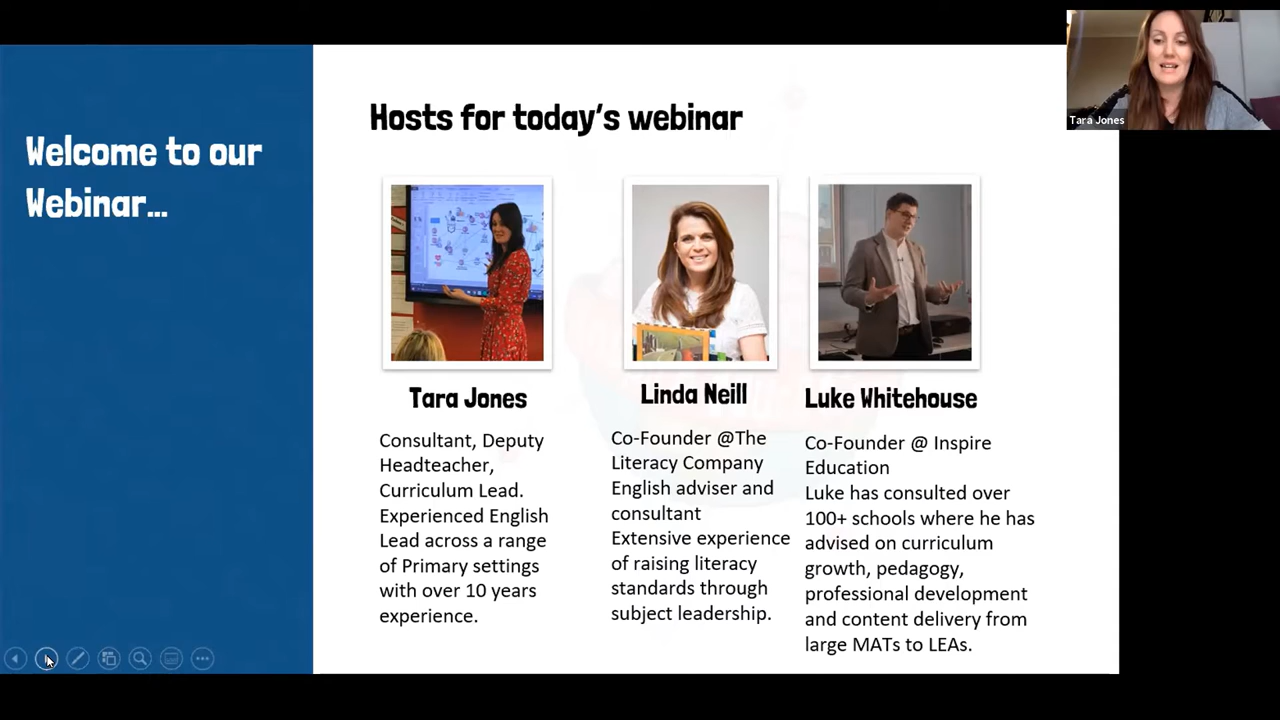 Welcome to our
Webinar...
Hosts for today's webinar
Tara Jones
Tara Jones
Consultant, Deputy
Headteacher,
Curriculum Lead.
Experienced English
Lead across a range
of Primary settings
with over 10 years
experience.
Linda Neill
Co-Founder @The
Literacy Company
English adviser and
consultant
Extensive experience
of raising literacy
standards through
subject leadership.
Luke Whitehouse
Co-Founder @ Inspire
Education
Luke has consulted over
100+ schools where he has
advised on curriculum
growth, pedagogy,
professional development
and content delivery from
large MATs to LEAs.